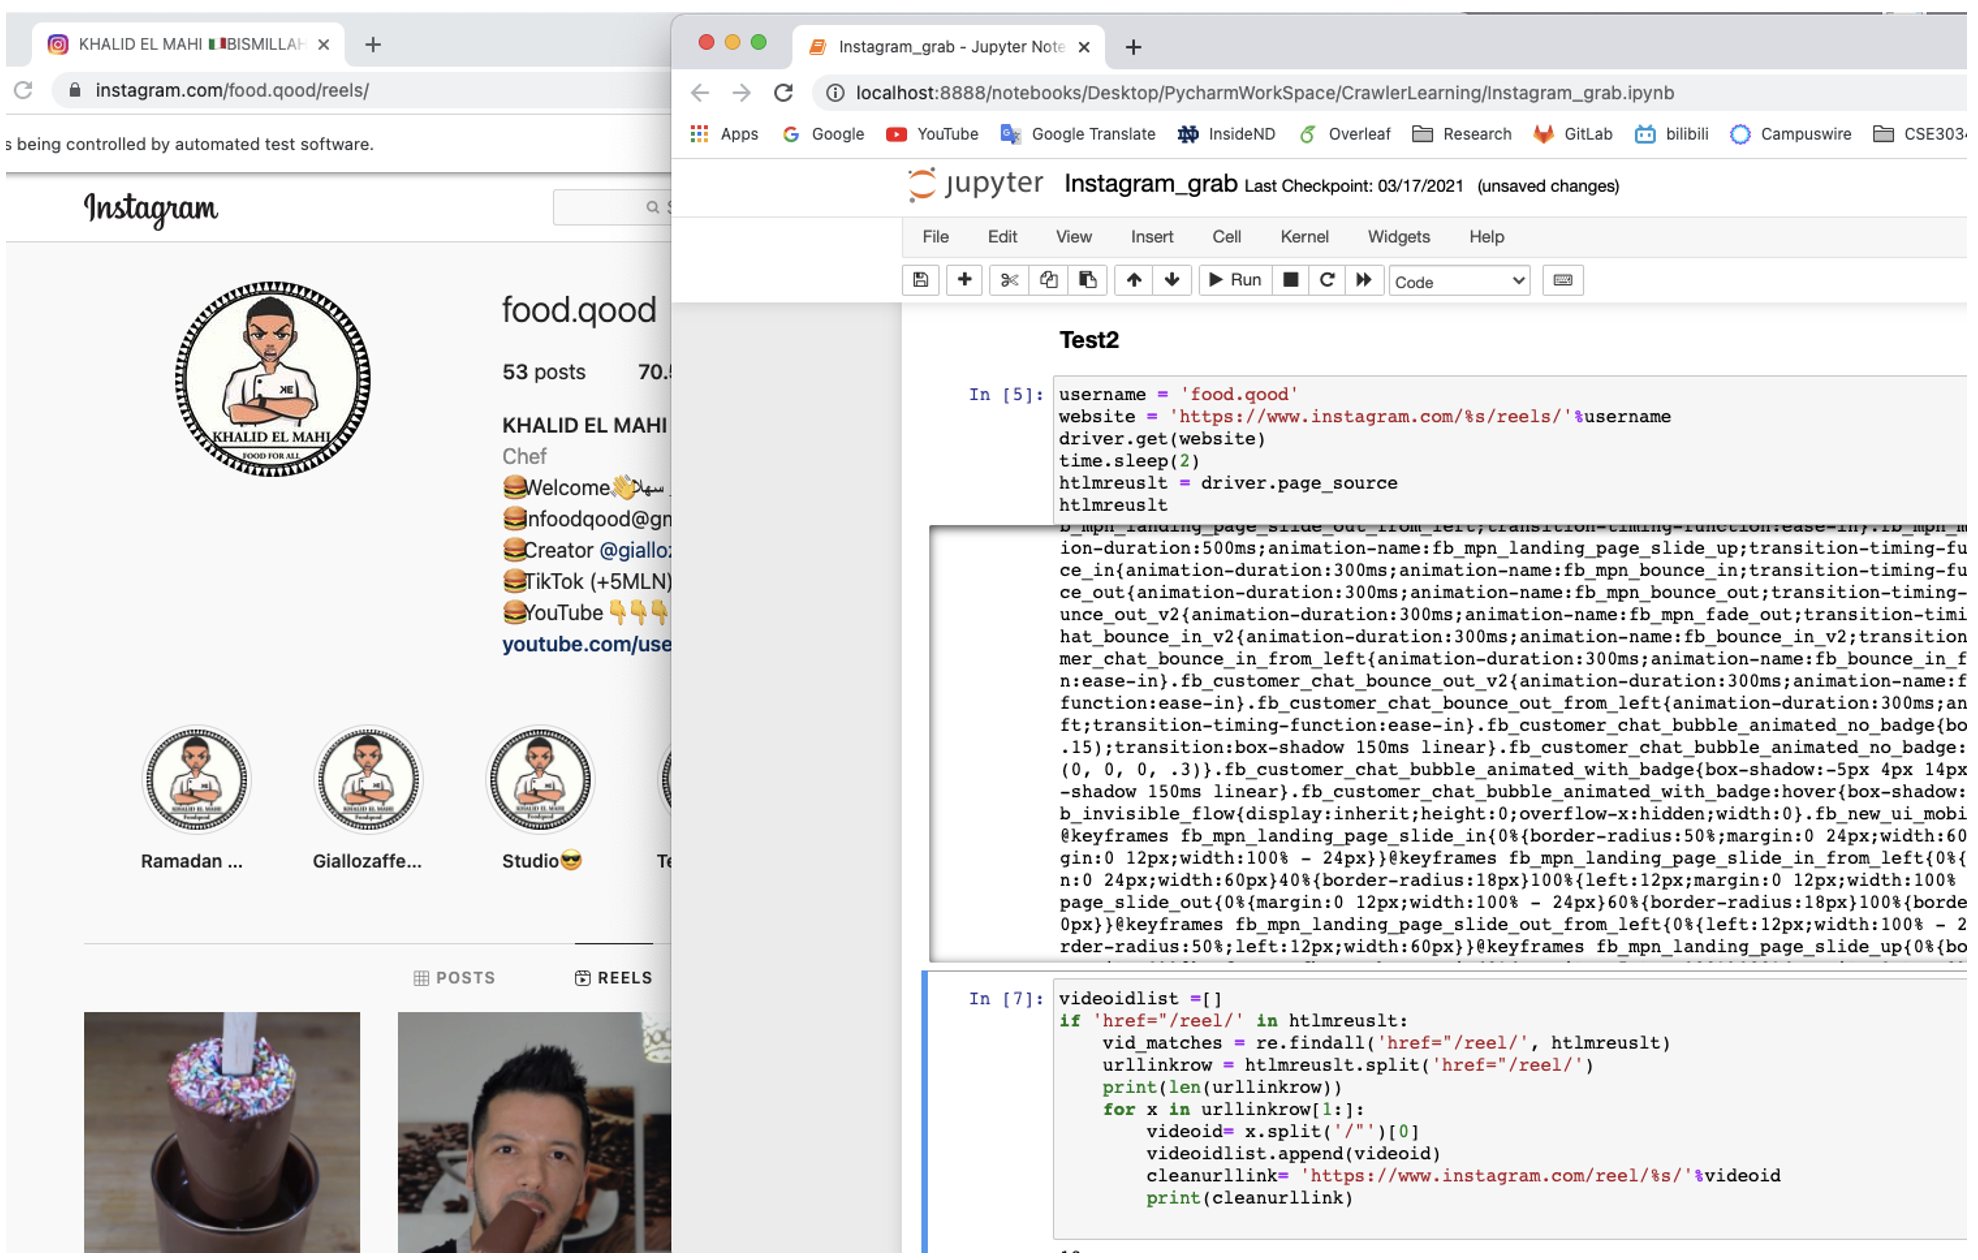 KHALID EL MAHI 🇲🇽BISMILLAH
instagram.com/food.qood/reels/
s being controlled by automated test software.
Instagram
food.qood
53 posts 70.5
KHALID EL MAHI
FOOD FOR ALL
KE
KHALID EL MAHI
Chef
🍔Welcome👋 سهلا
🍔infoodqood@gm
🍔Creator @gialloz
🍔TikTok (+5MLN)
🍔YouTube 👇👇👇
youtube.com/use
Ramadan ...
Giallozaffe...
Studio😎
Te
POSTS
REELS
Instagram_grab - Jupyter Note
localhost:8888/notebooks/Desktop/PycharmWorkSpace/CrawlerLearning/Instagram_grab.ipynb
Apps Google YouTube Google Translate InsideND Overleaf Research GitLab bilibili Campuswire CSE3034
jupyter Instagram_grab Last Checkpoint: 03/17/2021 (unsaved changes)
File Edit View Insert Cell Kernel Widgets Help
Run Code
Test2
In [5]: username = 'food.qood'
website = 'https://www.instagram.com/%s/reels/'%username
driver.get(website)
time.sleep(2)
htlmreuslt = driver.page_source
htlmreuslt
b_mpn_landing_page_slide_out_from_left;transition-timing-function:ease-in}.fb_mpn_m
ion-duration:500ms;animation-name:fb_mpn_landing_page_slide_up;transition-timing-fu
ce_in{animation-duration:300ms;animation-name:fb_mpn_bounce_in;transition-timing-fu
ce_out{animation-duration:300ms;animation-name:fb_mpn_bounce_out;transition-timing-
unce_out_v2{animation-duration:300ms;animation-name:fb_mpn_fade_out;transition-timi
hat_bounce_in_v2{animation-duration:300ms;animation-name:fb_bounce_in_v2;transition
mer_chat_bounce_in_from_left{animation-duration:300ms;animation-name:fb_bounce_in_f
n:ease-in}.fb_customer_chat_bounce_out_v2{animation-duration:300ms;animation-name:f
function:ease-in}.fb_customer_chat_bounce_out_from_left{animation-duration:300ms;an
ft;transition-timing-function:ease-in}.fb_customer_chat_bubble_animated_no_badge{bo
.15);transition:box-shadow 150ms linear}.fb_customer_chat_bubble_animated_no_badge:
(0, 0, 0, .3)}.fb_customer_chat_bubble_animated_with_badge{box-shadow:-5px 4px 14px
-shadow 150ms linear}.fb_customer_chat_bubble_animated_with_badge:hover{box-shadow:
b_invisible_flow{display:inherit;height:0;overflow-x:hidden;width:0}.fb_new_ui_mobi
@keyframes fb_mpn_landing_page_slide_in{0%{border-radius:50%;margin:0 24px;width:60
gin:0 12px;width:100% - 24px}}@keyframes fb_mpn_landing_page_slide_in_from_left{0%{
n:0 24px;width:60px}40%{border-radius:18px}100%{left:12px;margin:0 12px;width:100%
page_slide_out{0%{margin:0 12px;width:100% - 24px}60%{border-radius:18px}100%{borde
0px}}@keyframes fb_mpn_landing_page_slide_out_from_left{0%{left:12px;width:100% - 2
rder-radius:50%;left:12px;width:60px}}@keyframes fb_mpn_landing_page_slide_up{0%{bo
In [7]: videoidlist =[]
if 'href="/reel/' in htlmreuslt:
vid_matches = re.findall('href="/reel/', htlmreuslt)
urllinkrow = htlmreuslt.split('href="/reel/')
print(len(urllinkrow))
for x in urllinkrow[1:]:
videoid= x.split('/"')[0]
videoidlist.append(videoid)
cleanurllink= 'https://www.instagram.com/reel/%s/'%videoid
print(cleanurllink)